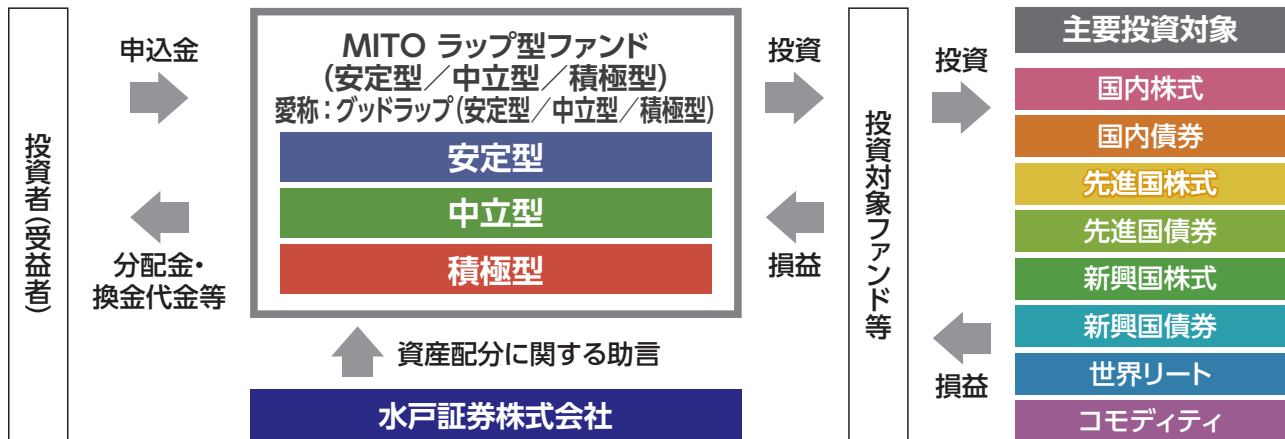 投資者(受益者)
申込金
分配金・
換金代金等
MITO ラップ型ファンド
(安定型／中立型／積極型)
愛称：グッドラップ(安定型／中立型／積極型)
安定型
中立型
積極型
資産配分に関する助言
水戸証券株式会社
投資
損益
投資対象ファンド等
投資
損益
主要投資対象
国内株式
国内債券
先進国株式
先進国債券
新興国株式
新興国債券
世界リート
コモディティ